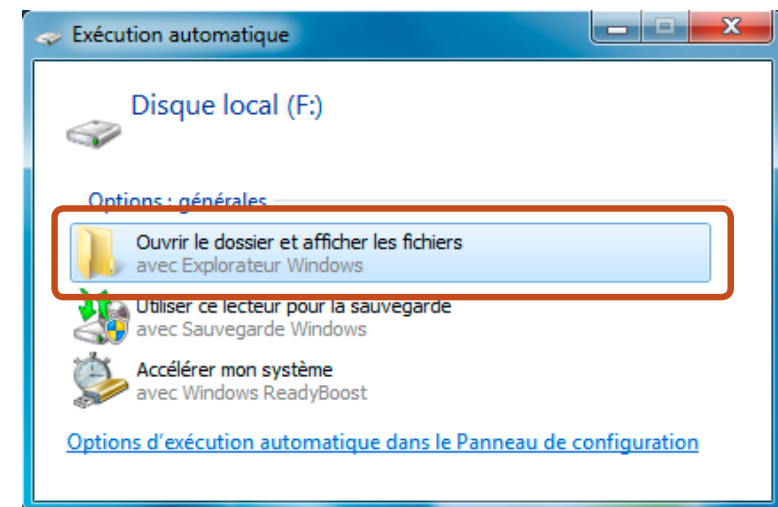 Exécution automatique
Disque local (F:)
Options : générales
Ouvrir le dossier et afficher les fichiers
avec Explorateur Windows
Utiliser ce lecteur pour la sauvegarde
avec Sauvegarde Windows
Accélérer mon système
avec Windows ReadyBoost
Options d’exécution automatique dans le Panneau de configuration